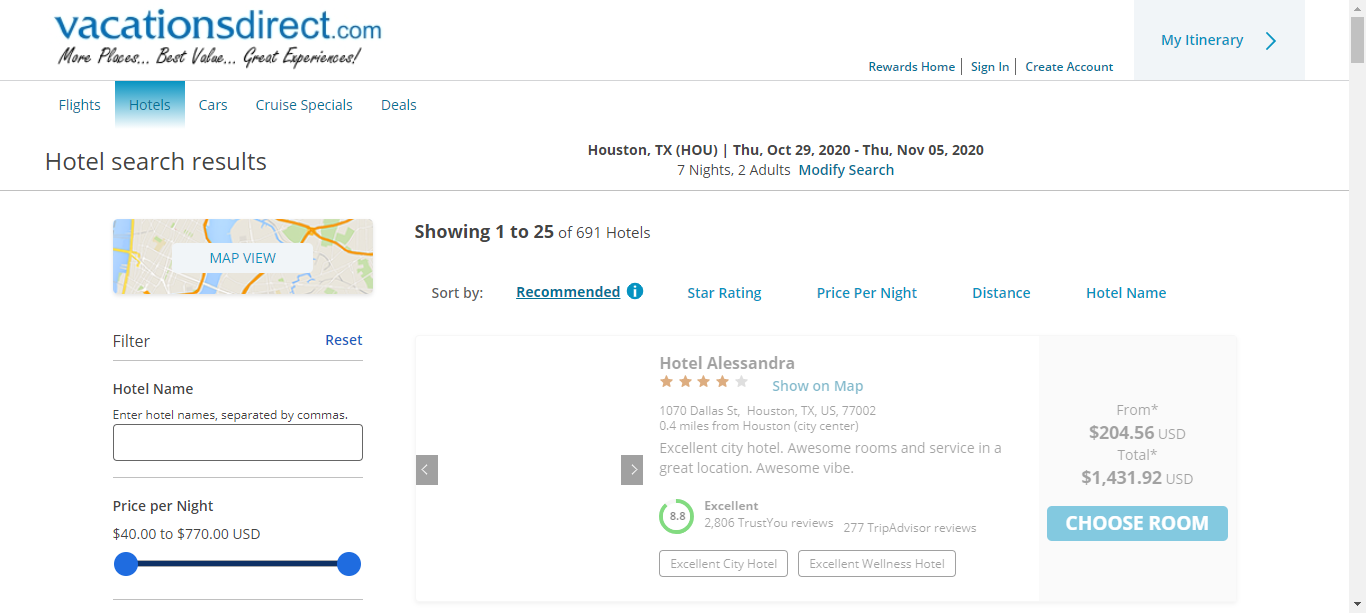 vacationsdirect.com
More Places... Best Value... Great Experiences!
My Itinerary
Rewards Home Sign In Create Account
Flights Hotels Cars Cruise Specials Deals
Hotel search results
Houston, TX (HOU) | Thu, Oct 29, 2020 - Thu, Nov 05, 2020
7 Nights, 2 Adults Modify Search
MAP VIEW
Filter Reset
Hotel Name
Enter hotel names, separated by commas.
Price per Night
$40.00 to $770.00 USD
Showing 1 to 25 of 691 Hotels
Sort by: Recommended i Star Rating Price Per Night Distance Hotel Name
Hotel Alessandra
Show on Map
1070 Dallas St, Houston, TX, US, 77002
0.4 miles from Houston (city center)
Excellent city hotel. Awesome rooms and service in a
great location. Awesome vibe.
8.8
Excellent
2,806 TrustYou reviews 277 TripAdvisor reviews
Excellent City Hotel Excellent Wellness Hotel
From*
$204.56 USD
Total*
$1,431.92 USD
CHOOSE ROOM